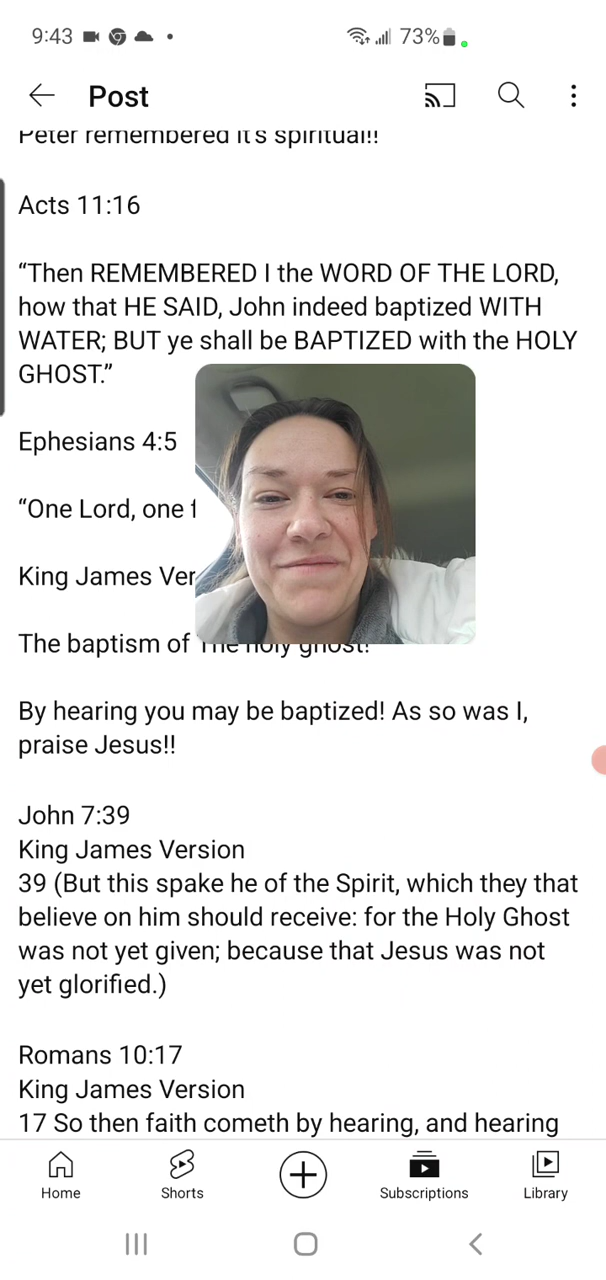 9:43
73%
Post
Peter remembered it's spiritual!!
Acts 11:16
“Then REMEMBERED I the WORD OF THE LORD,
how that HE SAID, John indeed baptized WITH
WATER; BUT ye shall be BAPTIZED with the HOLY
GHOST.”
Ephesians 4:5
“One Lord, one
King James Ver
The baptism of The holy ghost!
By hearing you may be baptized! As so was I,
praise Jesus!!
John 7:39
King James Version
39 (But this spake he of the Spirit, which they that
believe on him should receive: for the Holy Ghost
was not yet given; because that Jesus was not
yet glorified.)
Romans 10:17
King James Version
17 So then faith cometh by hearing, and hearing
Home
Shorts
Subscriptions
Library